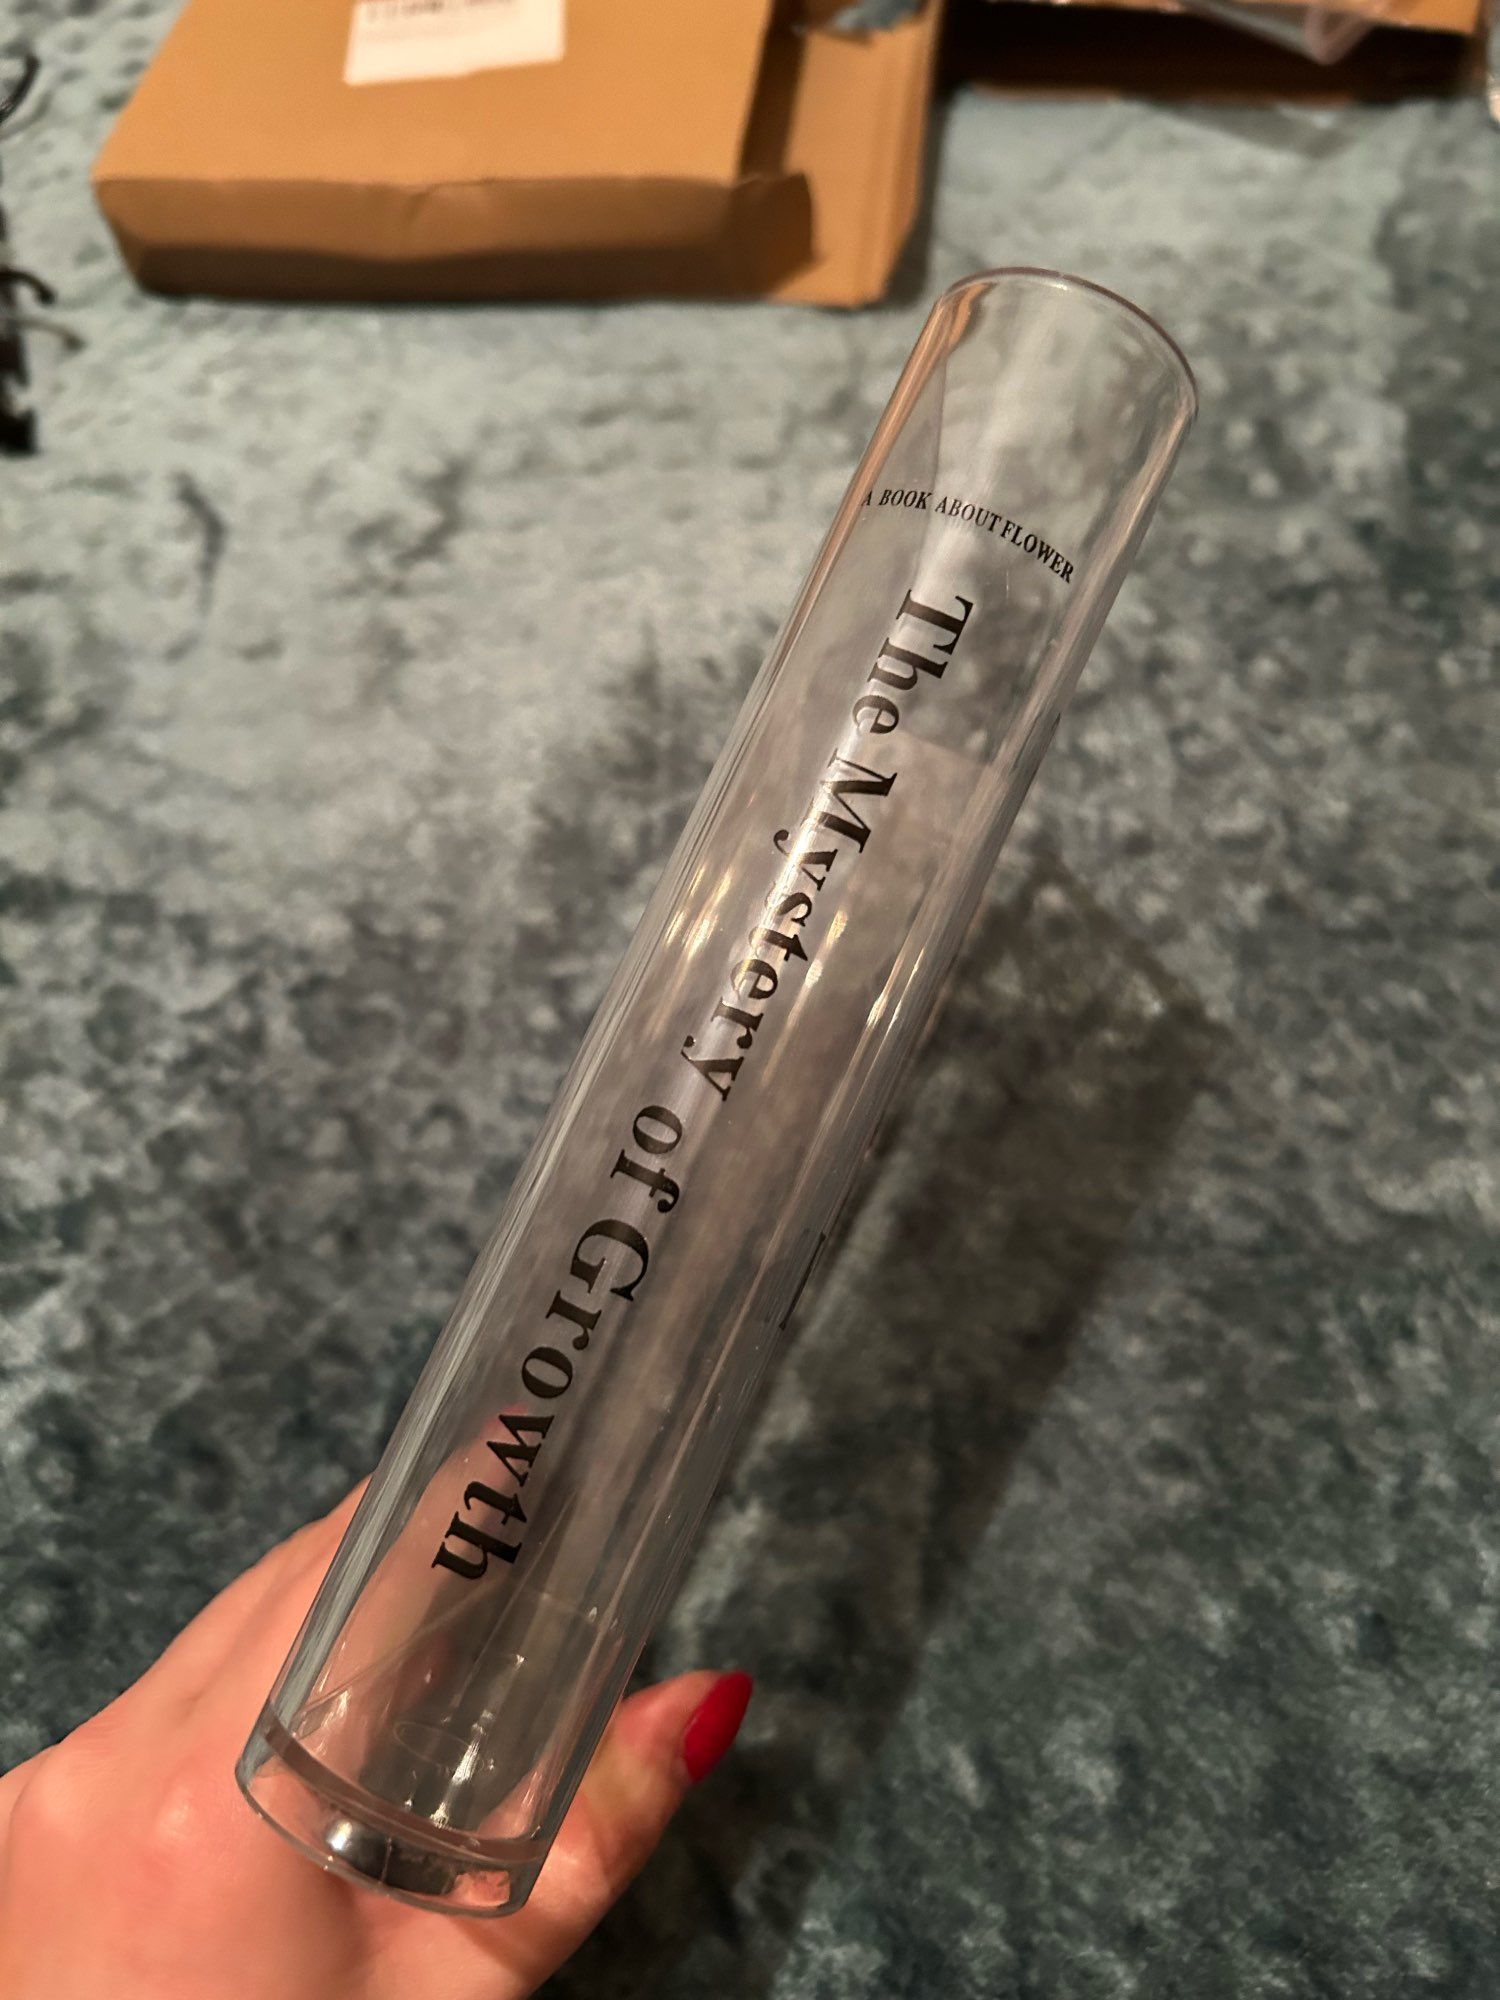 A BOOK ABOUT FLOWER
The Mystery of Growth